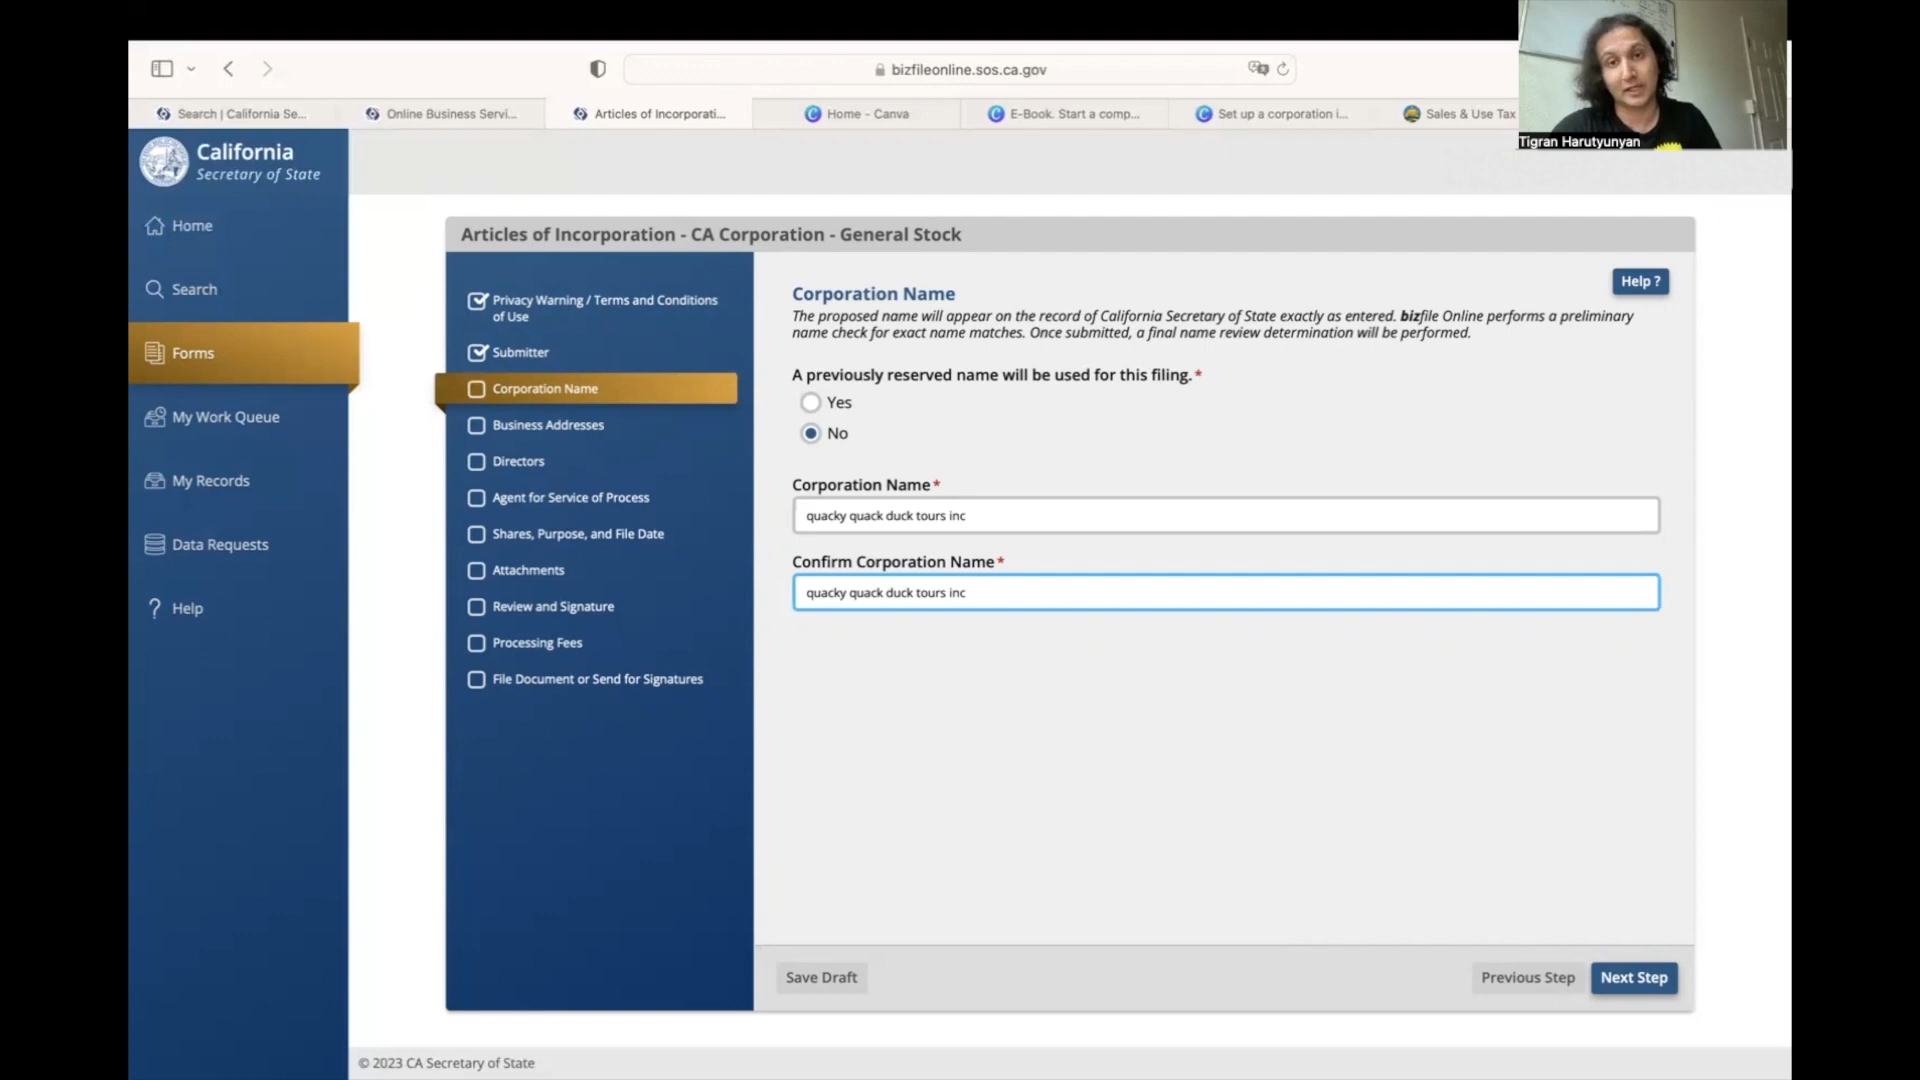 bizfileonline.sos.ca.gov
Search | California Se...
Online Business Servi...
Articles of Incorporati...
Home - Canva
E-Book. Start a comp...
Set up a corporation i...
Sales & Use Tax
Tigran Harutyunyan
California
Secretary of State
Home
Search
Forms
My Work Queue
My Records
Data Requests
? Help
Articles of Incorporation - CA Corporation - General Stock
Privacy Warning / Terms and Conditions
of Use
Submitter
Corporation Name
Business Addresses
Directors
Agent for Service of Process
Shares, Purpose, and File Date
Attachments
Review and Signature
Processing Fees
File Document or Send for Signatures
Help ?
Corporation Name
The proposed name will appear on the record of California Secretary of State exactly as entered. bizfile Online performs a preliminary
name check for exact name matches. Once submitted, a final name review determination will be performed.
A previously reserved name will be used for this filing.*
Yes
No
Corporation Name*
quacky quack duck tours inc
Confirm Corporation Name*
quacky quack duck tours inc
Save Draft
Previous Step
Next Step
© 2023 CA Secretary of State